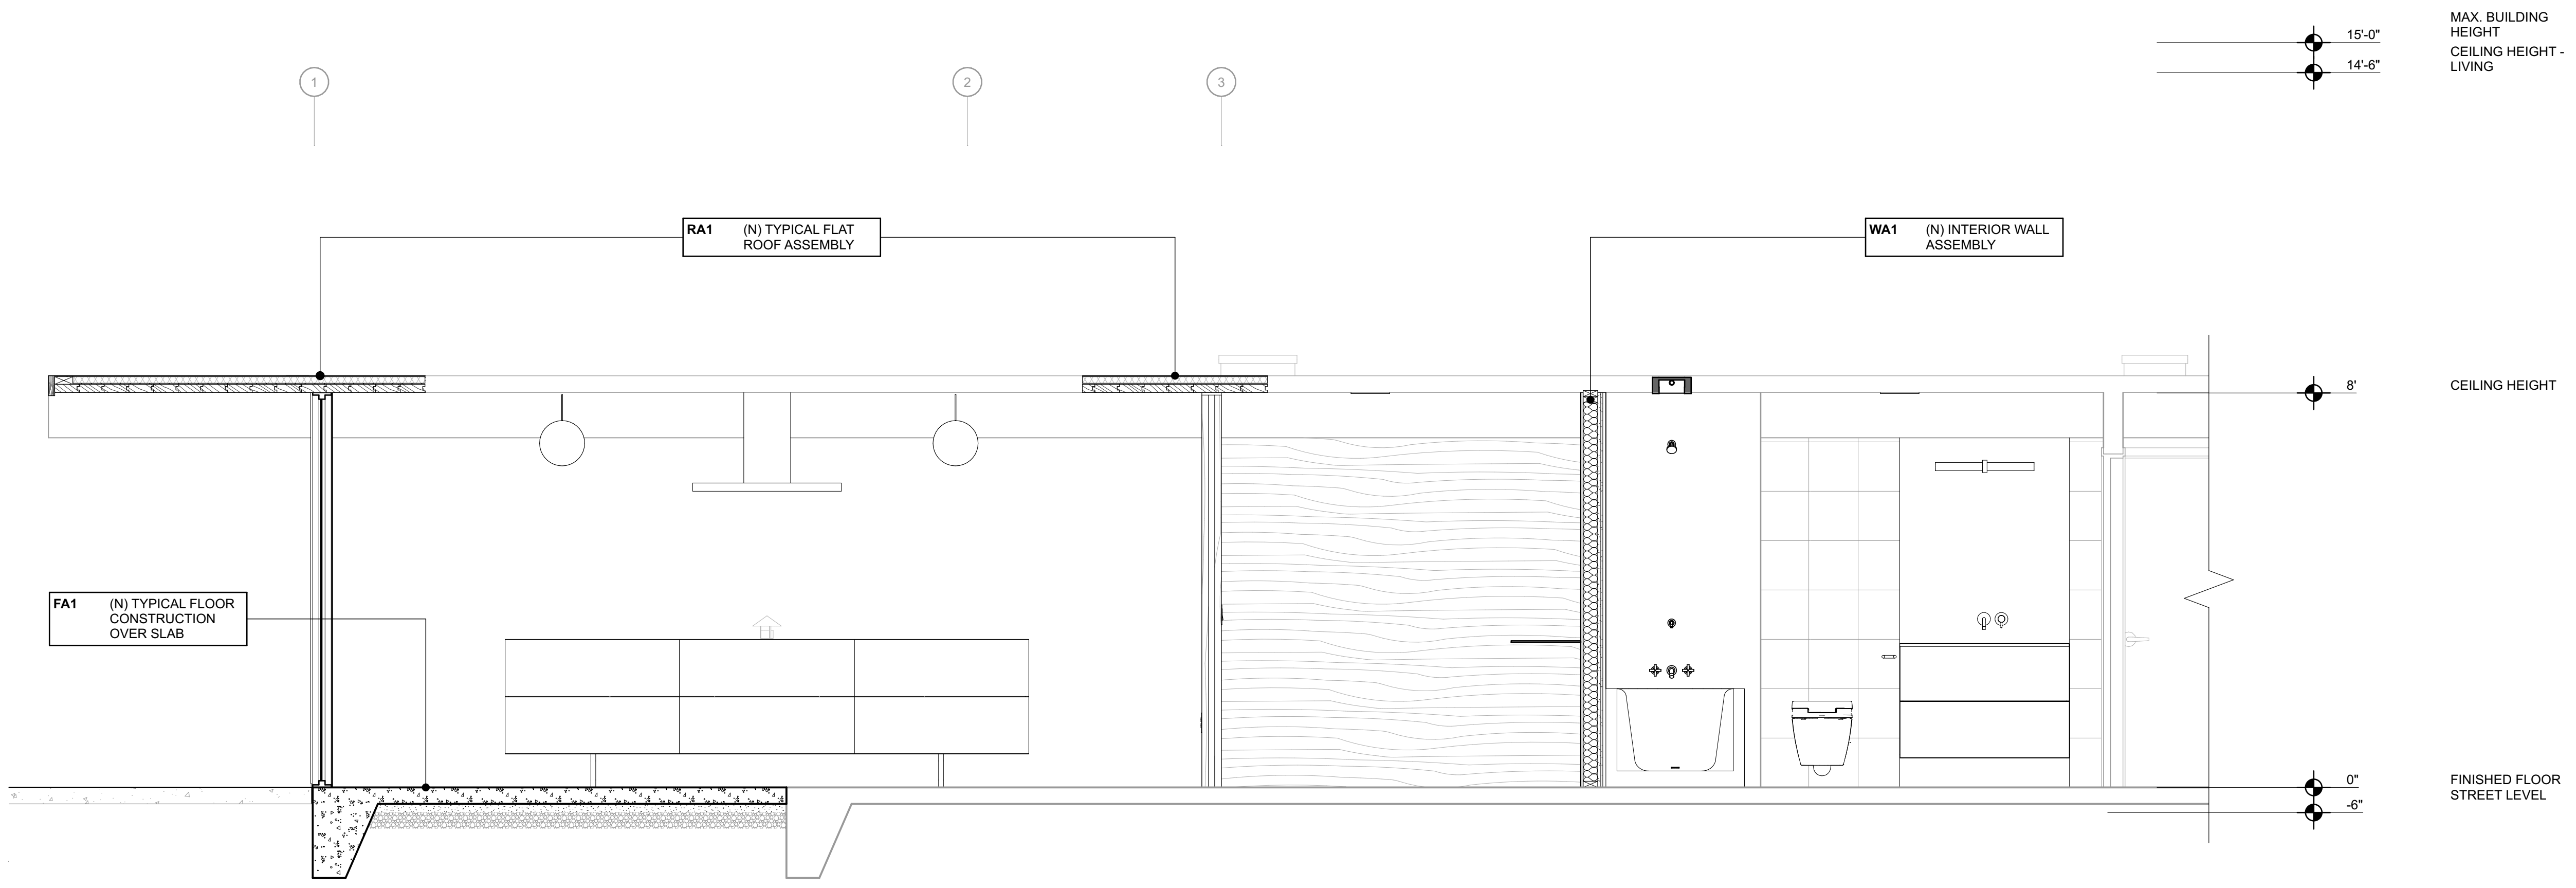 MAX. BUILDING
HEIGHT
15'-0"
CEILING HEIGHT -
LIVING
14'-6"
1
2
3
RA1 (N) TYPICAL FLAT
ROOF ASSEMBLY
WA1 (N) INTERIOR WALL
ASSEMBLY
8'
CEILING HEIGHT
FA1 (N) TYPICAL FLOOR
CONSTRUCTION
OVER SLAB
0"
FINISHED FLOOR
STREET LEVEL
-6"